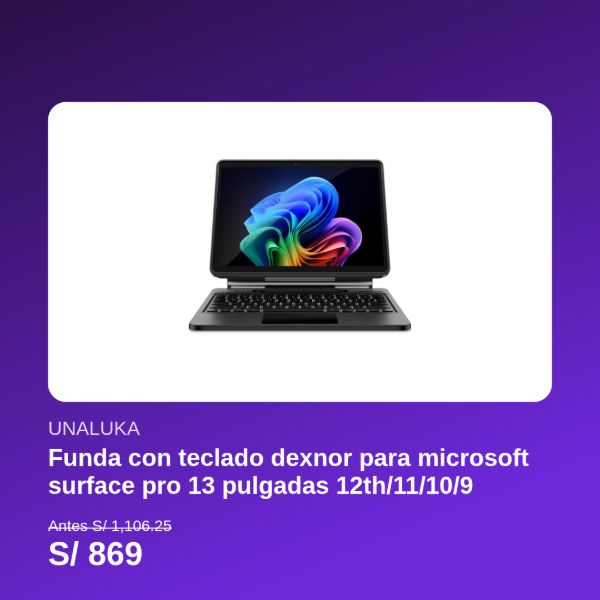 UNALUKA
Funda con teclado dexnor para microsoft
surface pro 13 pulgadas 12th/11/10/9
Antes S/ 1,106.25
S/ 869